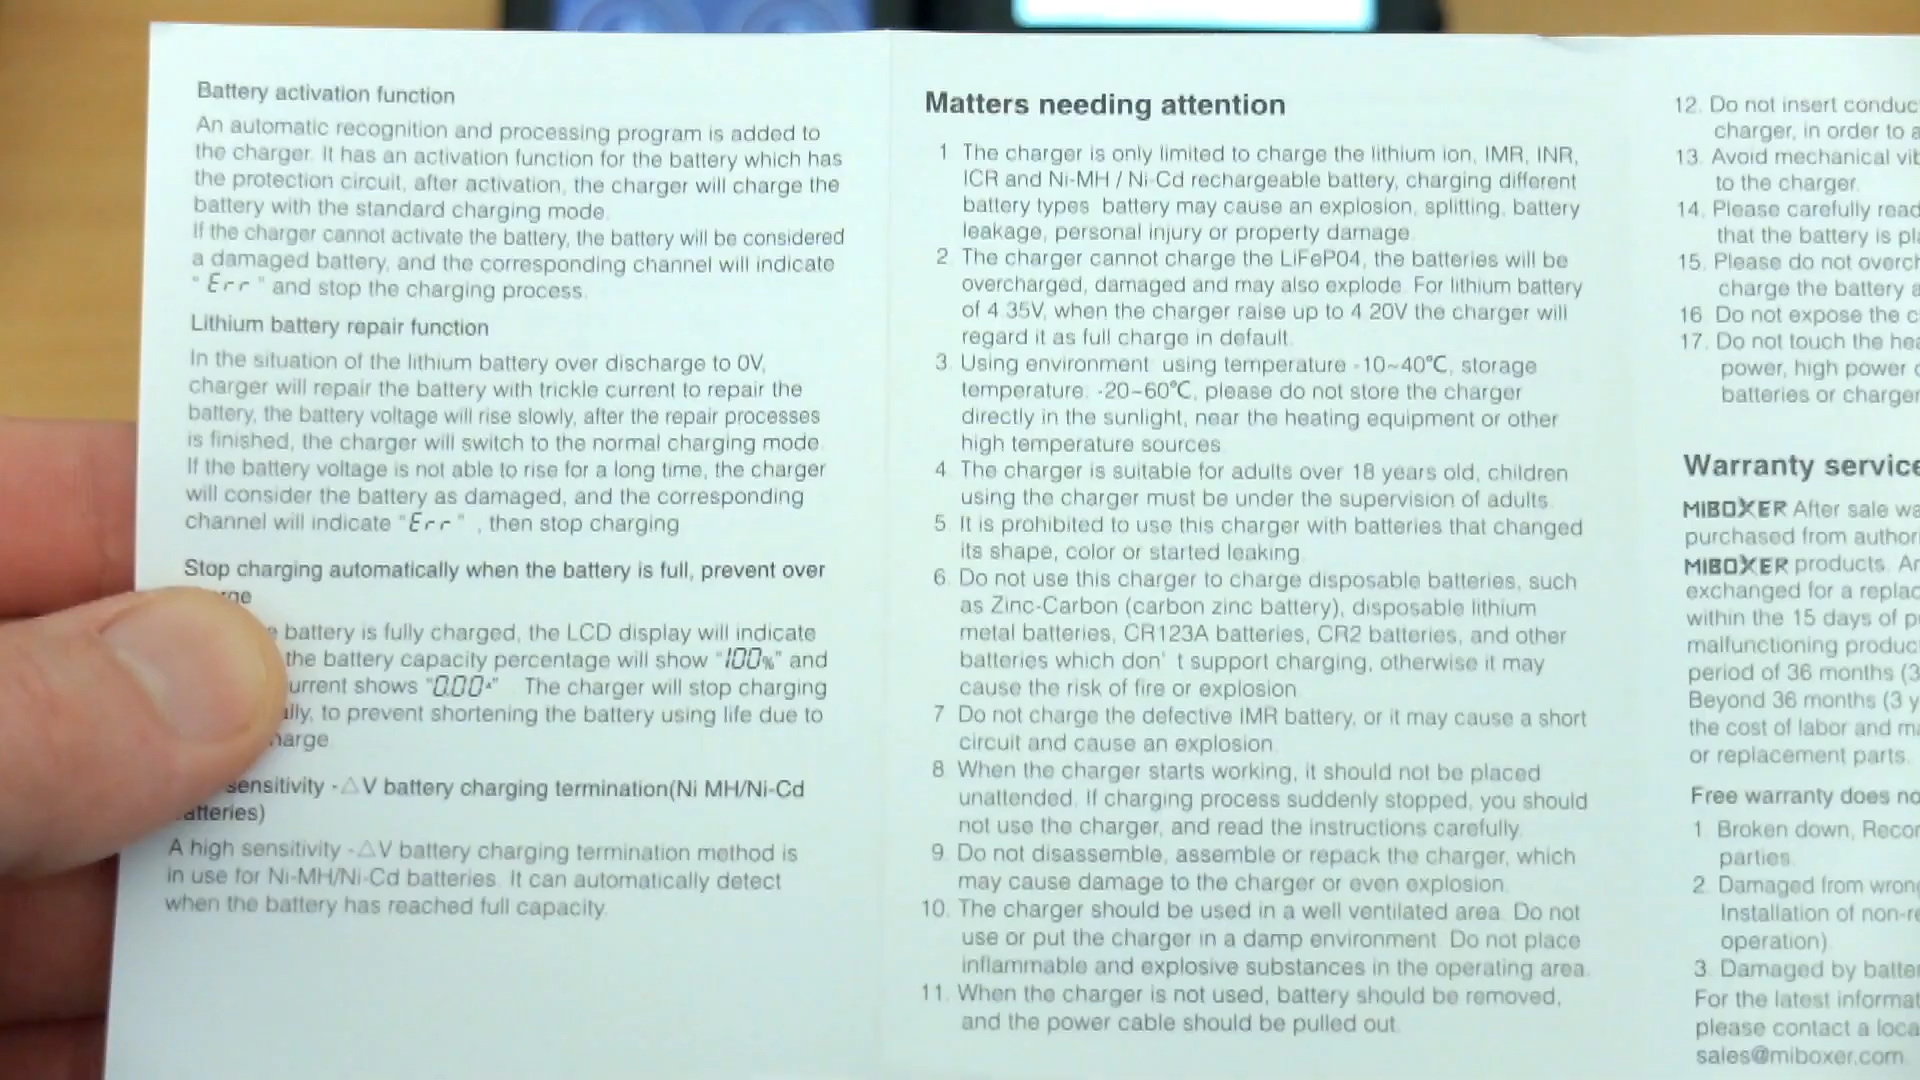 Battery activation function
An automatic recognition and processing program is added to
the charger. It has an activation function for the battery which has
the protection circuit, after activation, the charger will charge the
battery with the standard charging mode.
If the charger cannot activate the battery, the battery will be considered
a damaged battery, and the corresponding channel will indicate
"Err" and stop the charging process.
Lithium battery repair function
In the situation of the lithium battery over discharge to 0V,
charger will repair the battery with trickle current to repair the
battery, the battery voltage will rise slowly, after the repair processes
is finished, the charger will switch to the normal charging mode.
If the battery voltage is not able to rise for a long time, the charger
will consider the battery as damaged, and the corresponding
channel will indicate "Err" , then stop charging
Stop charging automatically when the battery is full, prevent over
battery is fully charged, the LCD display will indicate
the battery capacity percentage will show "100%" and
shows "0.00A" The charger will stop charging
to prevent shortening the battery using life due to
sensitivity -△V battery charging termination(Ni MH/Ni-Cd
A high sensitivity -△V battery charging termination method is
in use for Ni-MH/Ni-Cd batteries. It can automatically detect
when the battery has reached full capacity.
Matters needing attention
1 The charger is only limited to charge the lithium ion, IMR, INR,
ICR and Ni-MH / Ni-Cd rechargeable battery, charging different
battery types battery may cause an explosion, splitting, battery
leakage, personal injury or property damage.
2. The charger cannot charge the LiFePO4, the batteries will be
overcharged, damaged and may also explode. For lithium battery
of 4.35V, when the charger raise up to 4.20V the charger will
regard it as full charge in default.
3. Using environment using temperature -10~40℃, storage
temperature: -20~60℃, please do not store the charger
directly in the sunlight, near the heating equipment or other
high temperature sources.
4. The charger is suitable for adults over 18 years old, children
using the charger must be under the supervision of adults.
5. It is prohibited to use this charger with batteries that changed
its shape, color or started leaking.
6. Do not use this charger to charge disposable batteries, such
as Zinc-Carbon (carbon zinc battery), disposable lithium
metal batteries, CR123A batteries, CR2 batteries, and other
batteries which don't support charging, otherwise it may
cause the risk of fire or explosion.
7 Do not charge the defective IMR battery, or it may cause a short
circuit and cause an explosion.
8. When the charger starts working, it should not be placed
unattended. If charging process suddenly stopped, you should
not use the charger, and read the instructions carefully.
9. Do not disassemble, assemble or repack the charger, which
may cause damage to the charger or even explosion.
10. The charger should be used in a well ventilated area. Do not
use or put the charger in a damp environment. Do not place
inflammable and explosive substances in the operating area.
11. When the charger is not used, battery should be removed,
and the power cable should be pulled out.
12. Do not insert
charger, in order to
13. Avoid mechanical
to the charger.
14. Please carefully read
that the battery is
15. Please do not
charge the battery
16. Do not expose the
17. Do not touch the
power, high power
batteries or charger
Warranty service
MIBOXER After sale
purchased from
MIBOXER products.
exchanged for a
within the 15 days of
malfunctioning
period of 36 months (3
Beyond 36 months (3
the cost of labor and
or replacement parts.
Free warranty does
1. Broken down,
parties.
2. Damaged from
Installation of
operation).
3. Damaged by
For the latest
please contact a
sales@miboxer.com